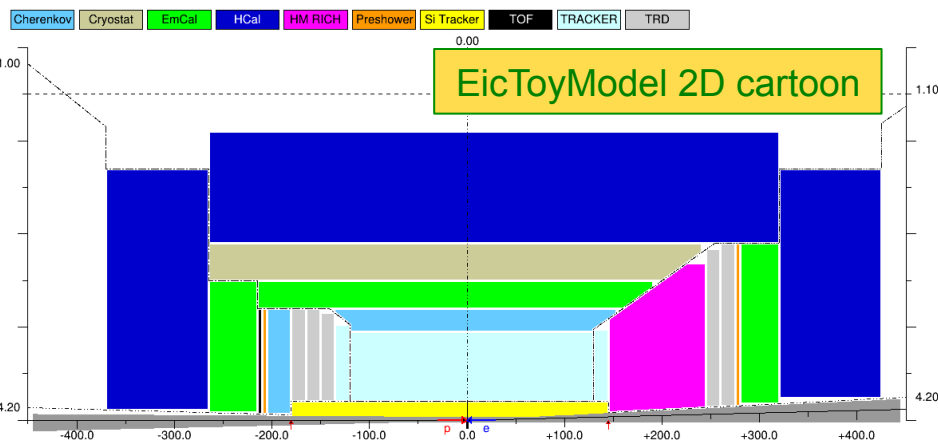 Cherenkov Cryostat EmCal HCal HM RICH Preshower Si Tracker TOF TRACKER TRD
0.00
1.00
EicToyModel 2D cartoon
1.10
4.20
4.20
-400.0 -300.0 -200.0 -100.0 0.0 +100.0 +200.0 +300.0 +400.0
p e